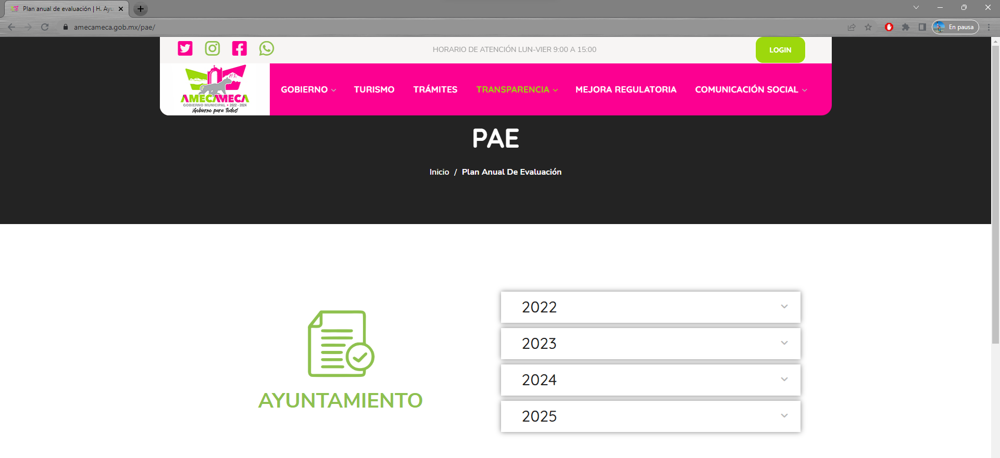 Plan anual de evaluación | H. Ayu
amecameca.gob.mx/pae/
En pausa
HORARIO DE ATENCIÓN LUN-VIER 9:00 A 15:00
LOGIN
AMECAMECA
GOBIERNO MUNICIPAL • 2022 - 2024
¡Gobierno para Todos!
GOBIERNO TURISMO TRÁMITES TRANSPARENCIA MEJORA REGULATORIA COMUNICACIÓN SOCIAL
PAE
Inicio / Plan Anual De Evaluación
AYUNTAMIENTO
2022
2023
2024
2025